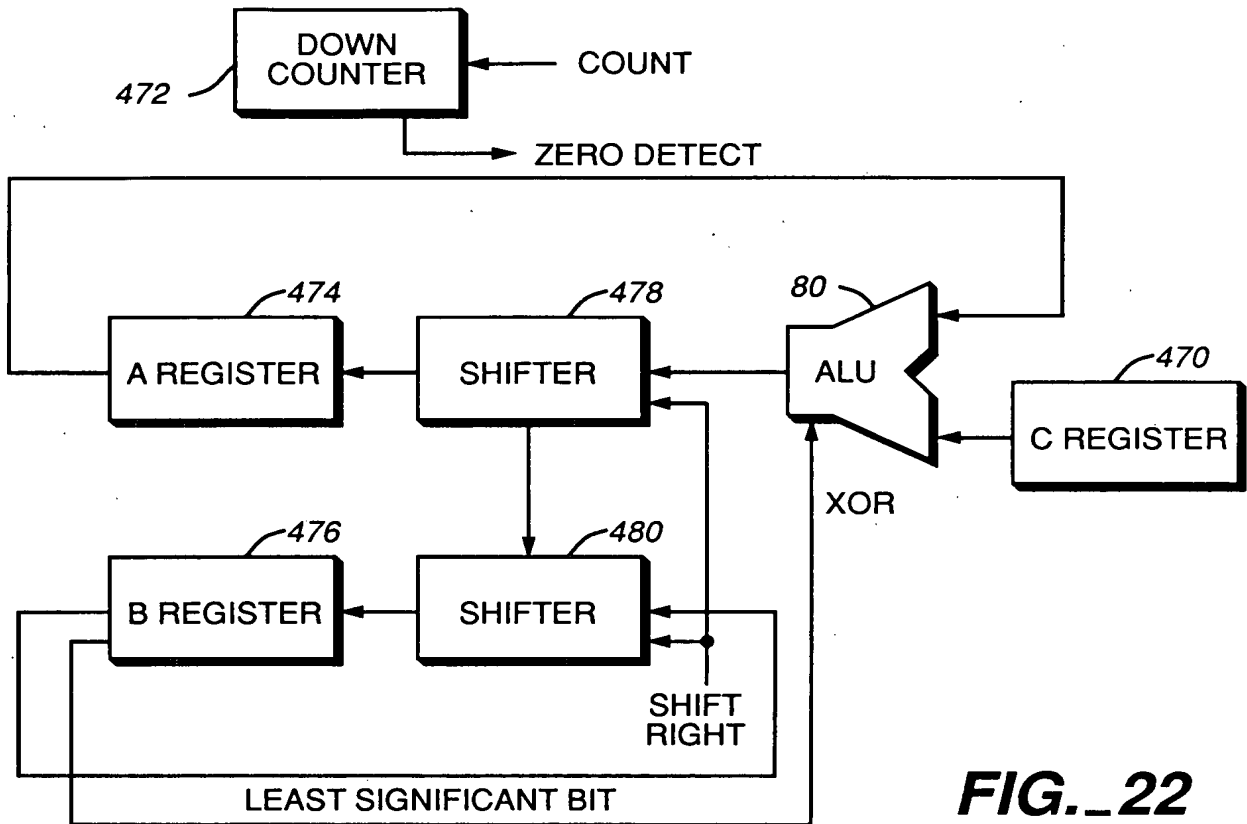 DOWN
COUNTER
COUNT
472
ZERO DETECT
474
478
80
A REGISTER
SHIFTER
ALU
470
C REGISTER
XOR
476
480
B REGISTER
SHIFTER
SHIFT
RIGHT
LEAST SIGNIFICANT BIT
FIG._22